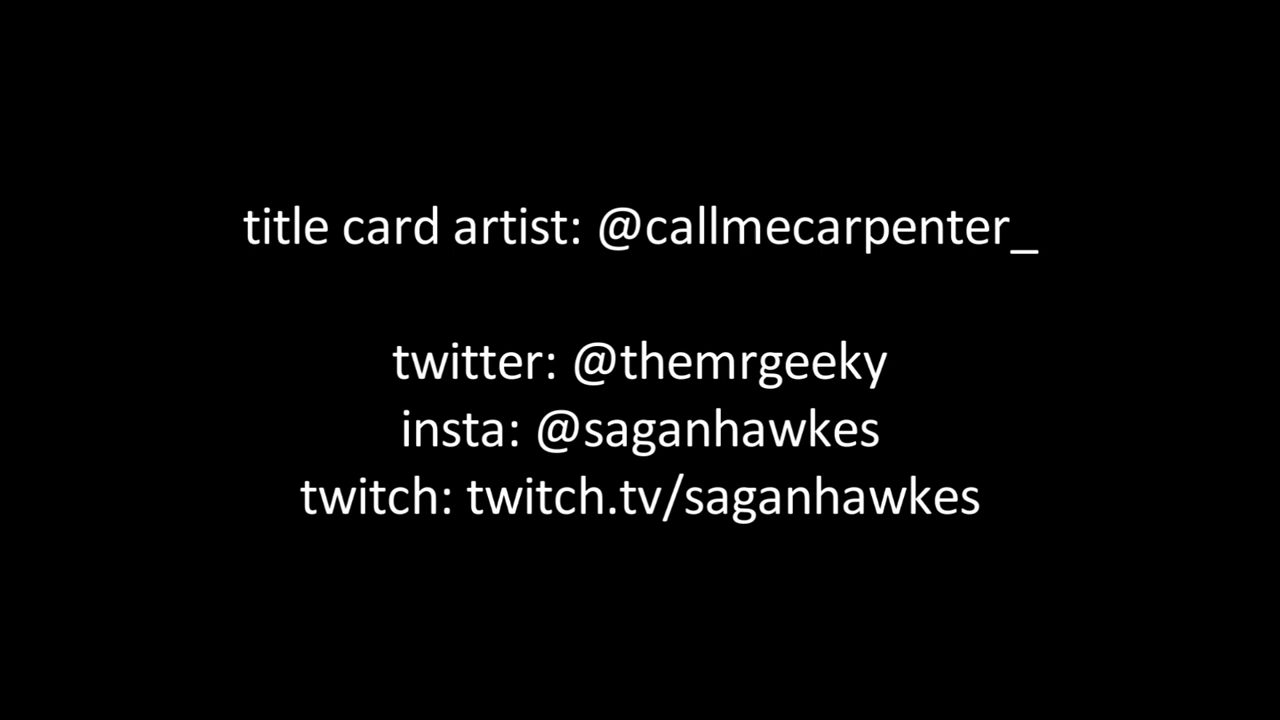 title card artist: @callmecarpenter_
twitter: @themrgeeky
insta: @saganhawkes
twitch: twitch.tv/saganhawkes